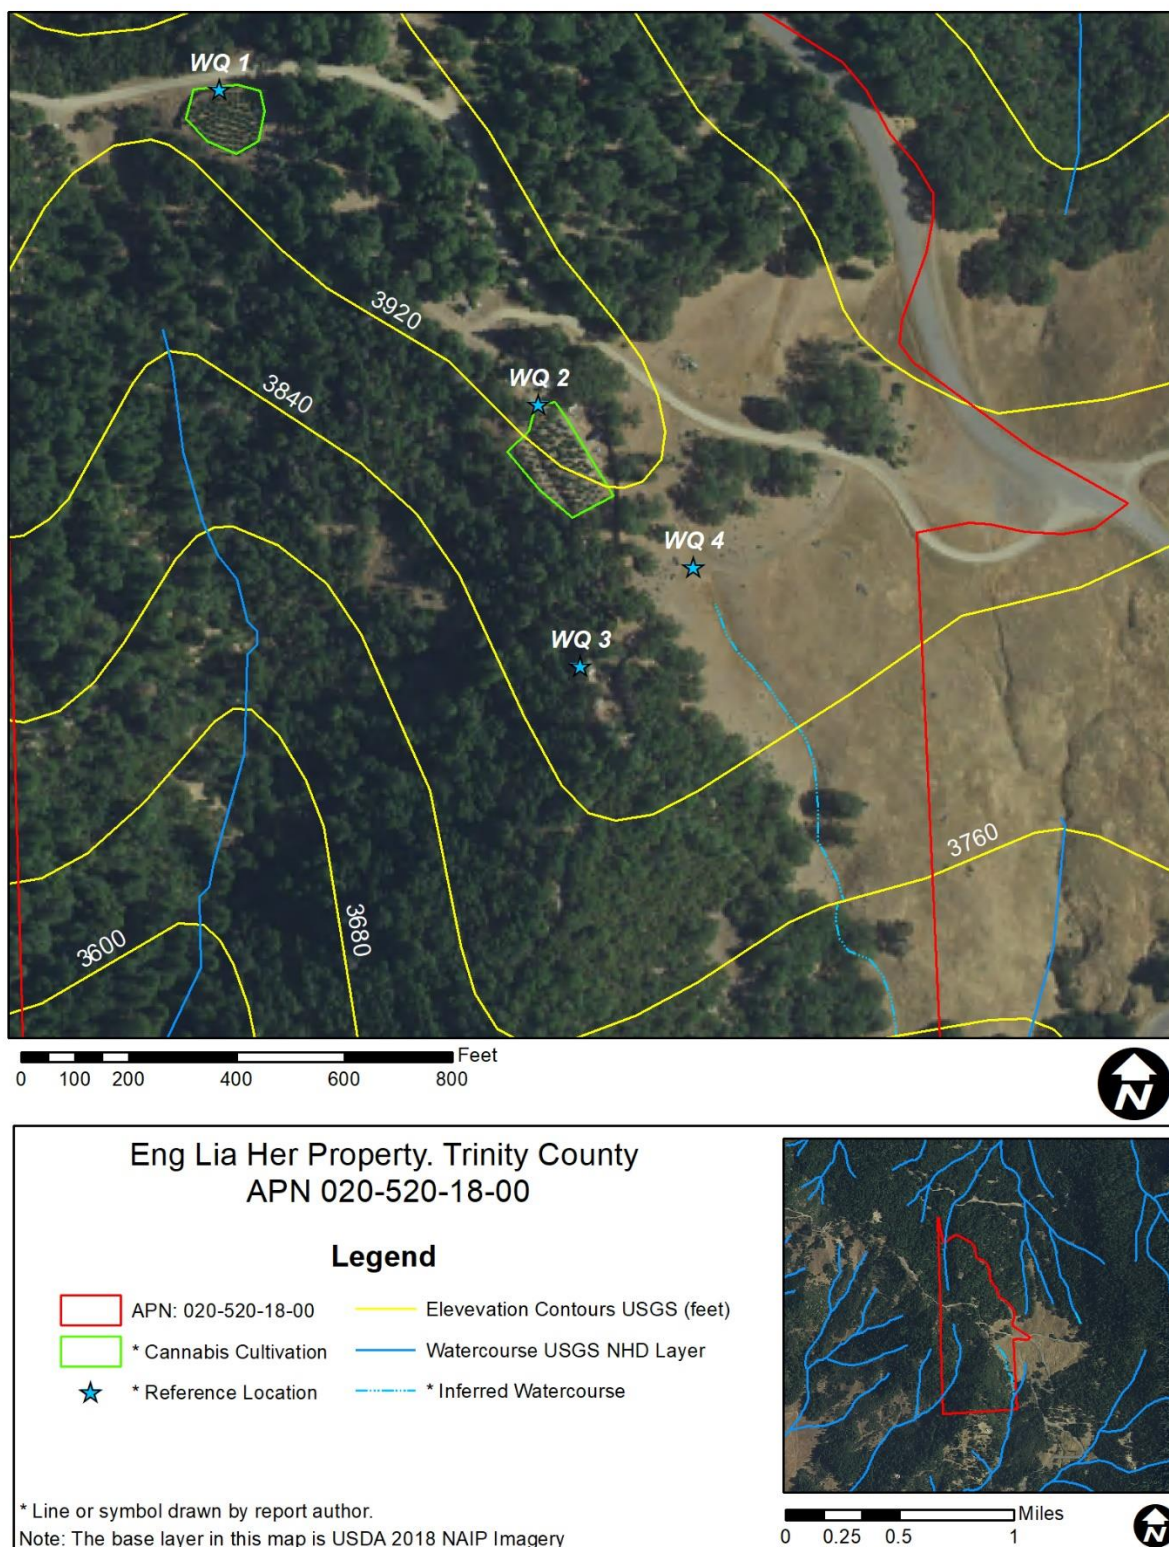 WQ 1
3920
WQ 2
3840
WQ 4
WQ 3
3760
3680
3600
Feet
0 100 200 400 600 800
N
Eng Lia Her Property. Trinity County
APN 020-520-18-00
Legend
APN: 020-520-18-00
Elevevation Contours USGS (feet)
* Cannabis Cultivation
Watercourse USGS NHD Layer
* Reference Location
* Inferred Watercourse
* Line or symbol drawn by report author.
Note: The base layer in this map is USDA 2018 NAIP Imagery
Miles
0 0.25 0.5 1
N